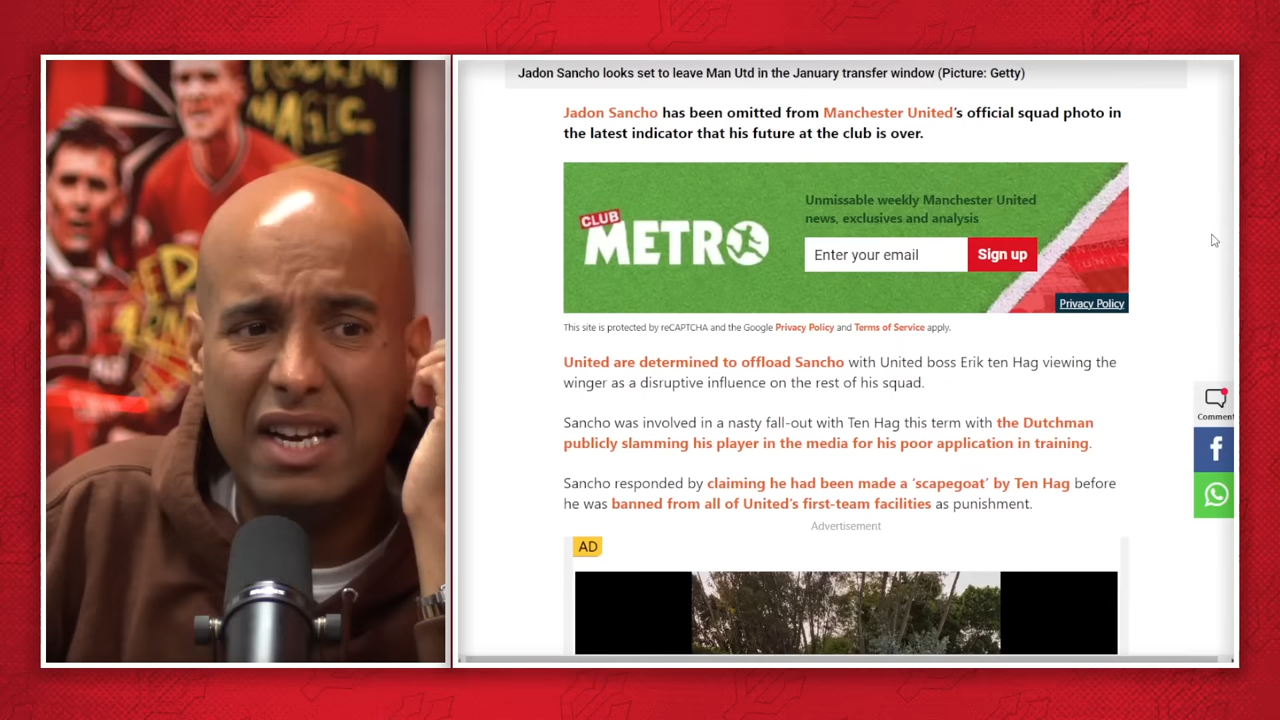 ROCKIN
MAGIC
RED
ARM
Jadon Sancho looks set to leave Man Utd in the January transfer window (Picture: Getty)
Jadon Sancho has been omitted from Manchester United's official squad photo in
the latest indicator that his future at the club is over.
CLUB
METRO
Unmissable weekly Manchester United
news, exclusives and analysis
Enter your email
Sign up
Privacy Policy
This site is protected by reCAPTCHA and the Google Privacy Policy and Terms of Service apply.
United are determined to offload Sancho with United boss Erik ten Hag viewing the
winger as a disruptive influence on the rest of his squad.
Sancho was involved in a nasty fall-out with Ten Hag this term with the Dutchman
publicly slamming his player in the media for his poor application in training.
Sancho responded by claiming he had been made a ‘scapegoat’ by Ten Hag before
he was banned from all of United's first-team facilities as punishment.
Advertisement
AD
Comment